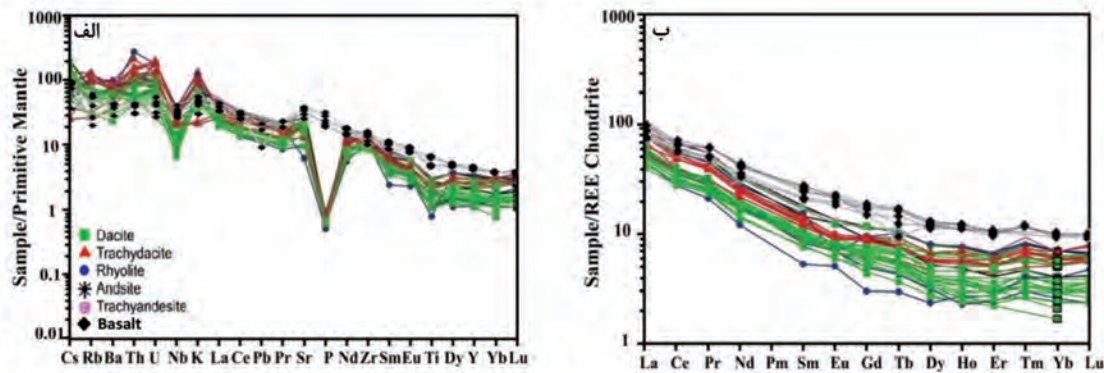 الف
1000
100
10
1
0.1
0.01
Sample/Primitive Mantle
Dacite
Trachydacite
Rhyolite
Andsite
Trachyandesite
Basalt
Cs Rb Ba Th U Nb K La Ce Pb Pr Sr P Nd Zr Sm Eu Ti Dy Y Yb Lu
ب
1000
100
10
1
Sample/REE Chondrite
La Ce Pr Nd Pm Sm Eu Gd Tb Dy Ho Er Tm Yb Lu